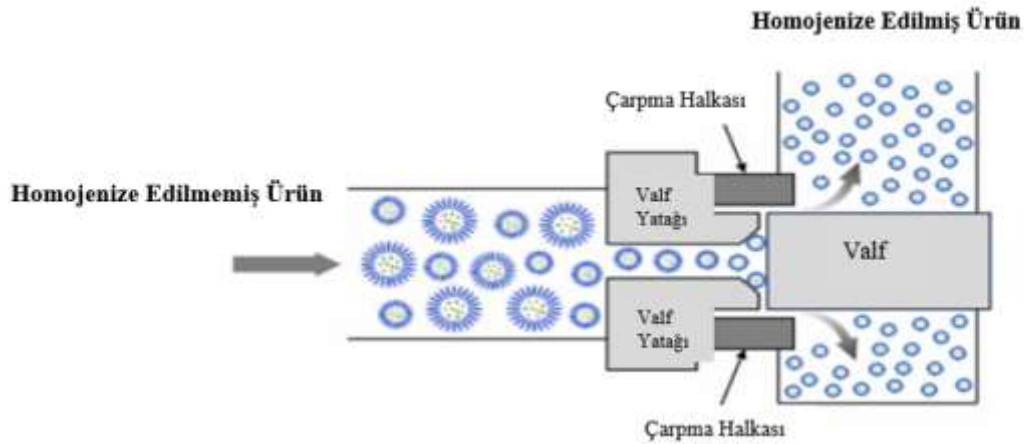 Homojenize Edilmiş Ürün
Çarpma Halkası
Homojenize Edilmemiş Ürün
Valf
Yatağı
Valf
Valf
Yatağı
Çarpma Halkası